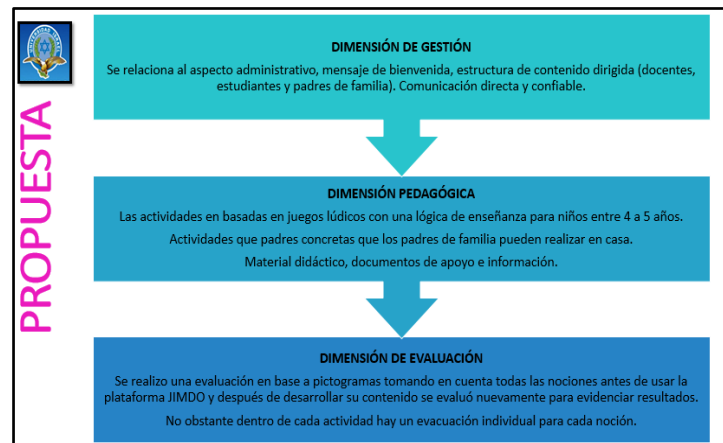 UNIVERSIDAD ISRAEL
PROPUESTA
DIMENSIÓN DE GESTIÓN
Se relaciona al aspecto administrativo, mensaje de bienvenida, estructura de contenido dirigida (docentes,
estudiantes y padres de familia). Comunicación directa y confiable.
DIMENSIÓN PEDAGÓGICA
Las actividades en basadas en juegos lúdicos con una lógica de enseñanza para niños entre 4 a 5 años.
Actividades que padres concretas que los padres de familia pueden realizar en casa.
Material didáctico, documentos de apoyo e información.
DIMENSIÓN DE EVALUACIÓN
Se realizo una evaluación en base a pictogramas tomando en cuenta todas las nociones antes de usar la
plataforma JIMDO y después de desarrollar su contenido se evaluó nuevamente para evidenciar resultados.
No obstante dentro de cada actividad hay un evacuación individual para cada noción.